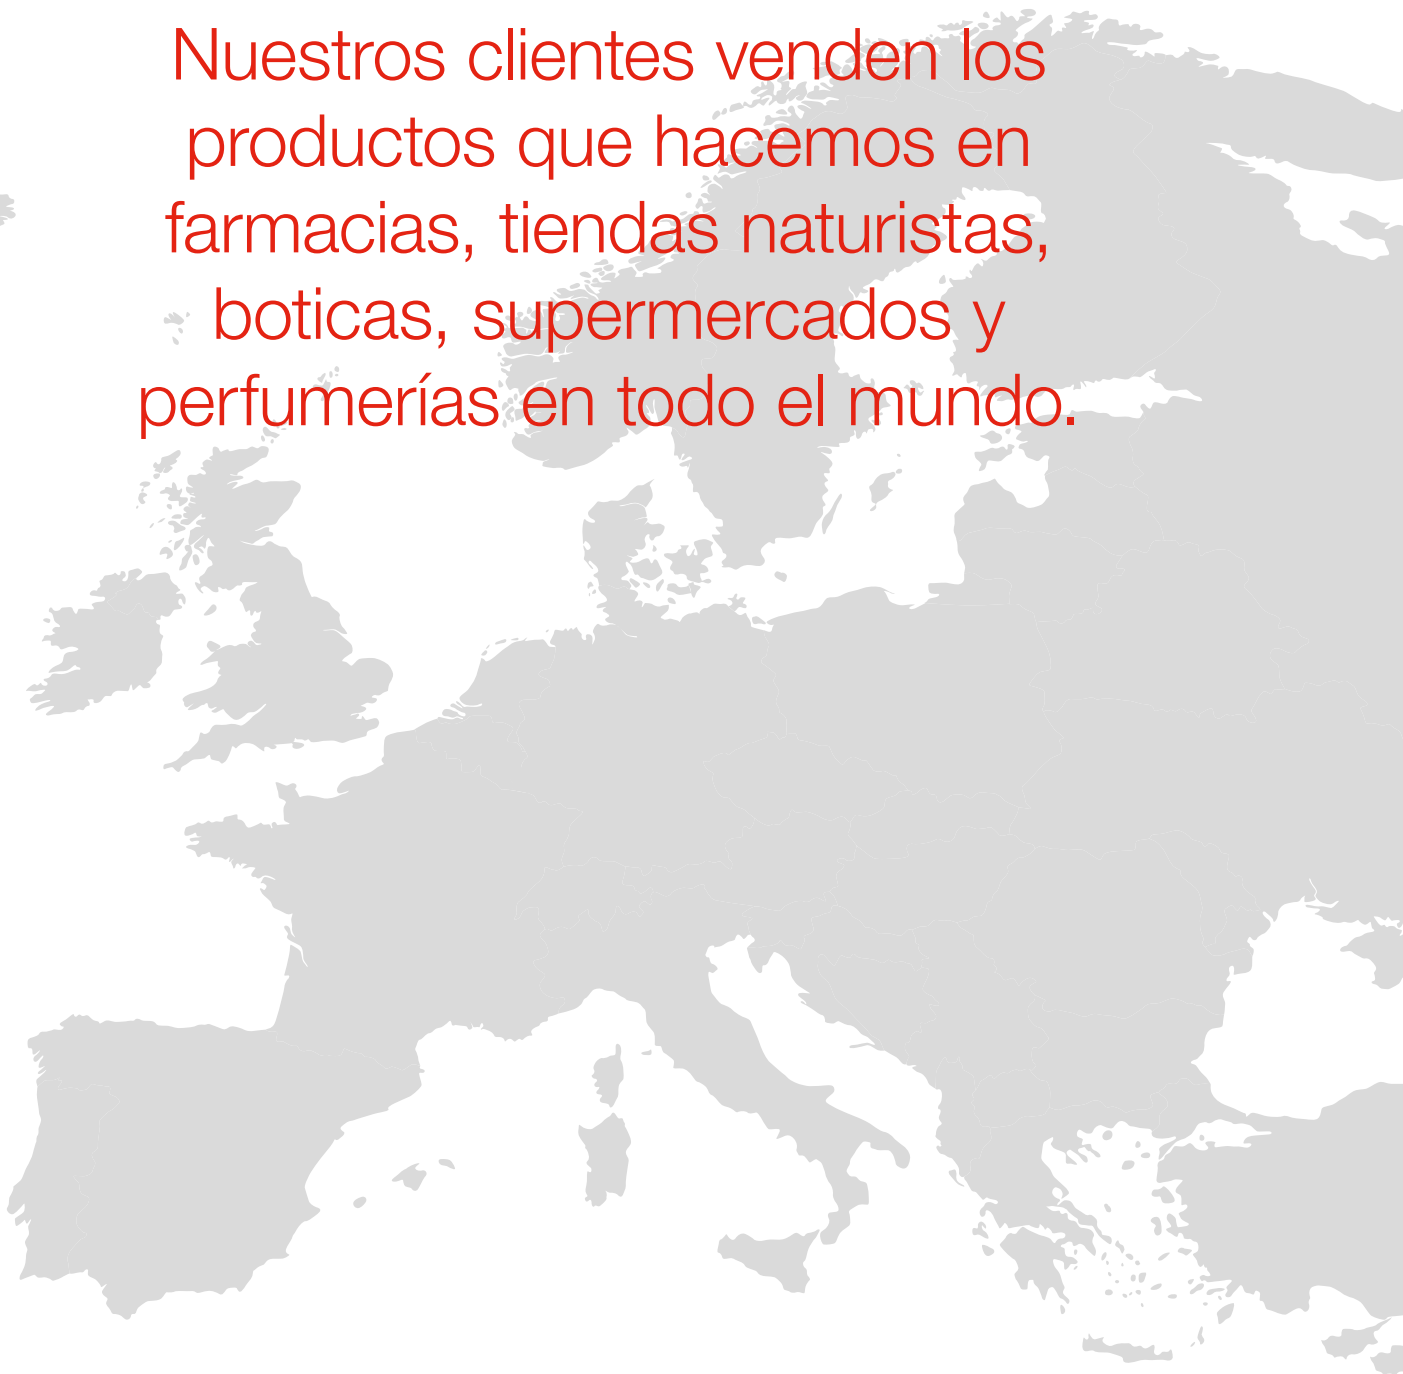 Nuestros clientes venden los
productos que hacemos en
farmacias, tiendas naturistas,
boticas, supermercados y
perfumerías en todo el mundo.